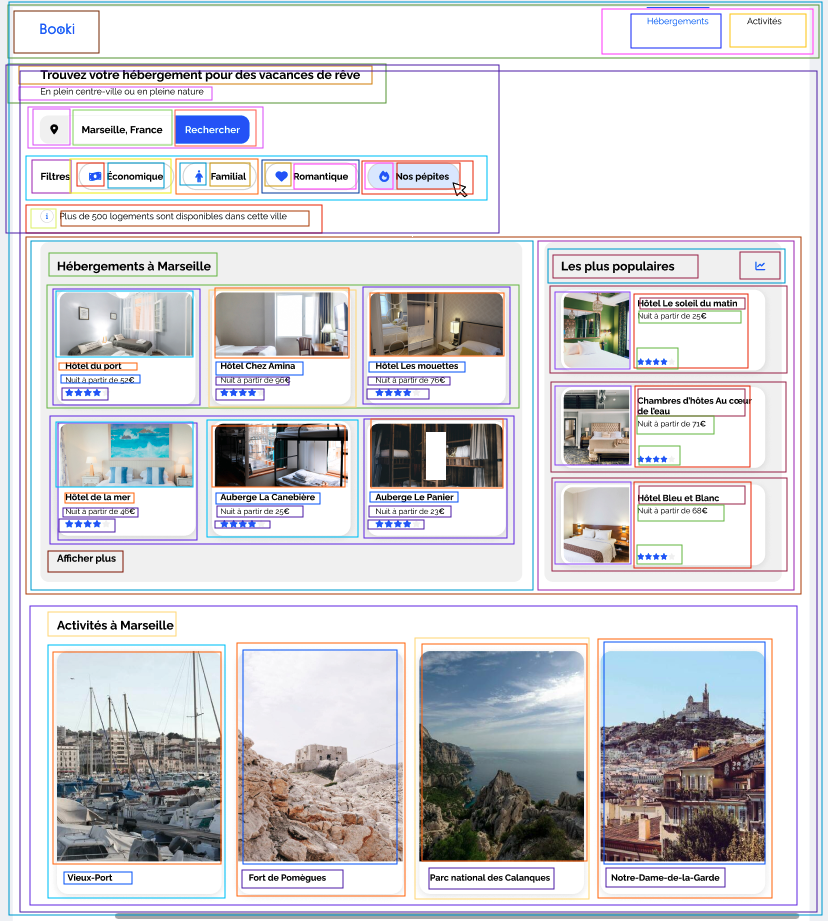 Booki
Hébergements
Activités
Trouvez votre hébergement pour des vacances de rêve
En plein centre-ville ou en pleine nature
Marseille, France
Rechercher
Filtres
Économique
Familial
Romantique
Nos pépites
Plus de 500 logements sont disponibles dans cette ville
Hébergements à Marseille
Hôtel du port
Nuit à partir de 52€
Hôtel Chez Amina
Nuit à partir de 96€
Hôtel Les mouettes
Nuit à partir de 76€
Hôtel de la mer
Nuit à partir de 46€
Auberge La Canebière
Nuit à partir de 25€
Auberge Le Panier
Nuit à partir de 23€
Afficher plus
Les plus populaires
Hôtel Le soleil du matin
Nuit à partir de 25€
Chambres d'hôtes Au cœur
de l'eau
Nuit à partir de 71€
Hôtel Bleu et Blanc
Nuit à partir de 68€
Activités à Marseille
Vieux-Port
Fort de Pomègues
Parc national des Calanques
Notre-Dame-de-la-Garde